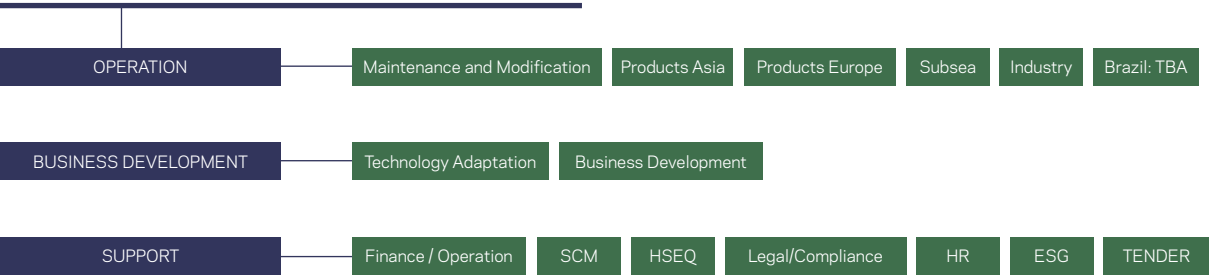 OPERATION
Maintenance and Modification
Products Asia
Products Europe
Subsea
Industry
Brazil: TBA
BUSINESS DEVELOPMENT
Technology Adaptation
Business Development
SUPPORT
Finance / Operation
SCM
HSEQ
Legal/Compliance
HR
ESG
TENDER